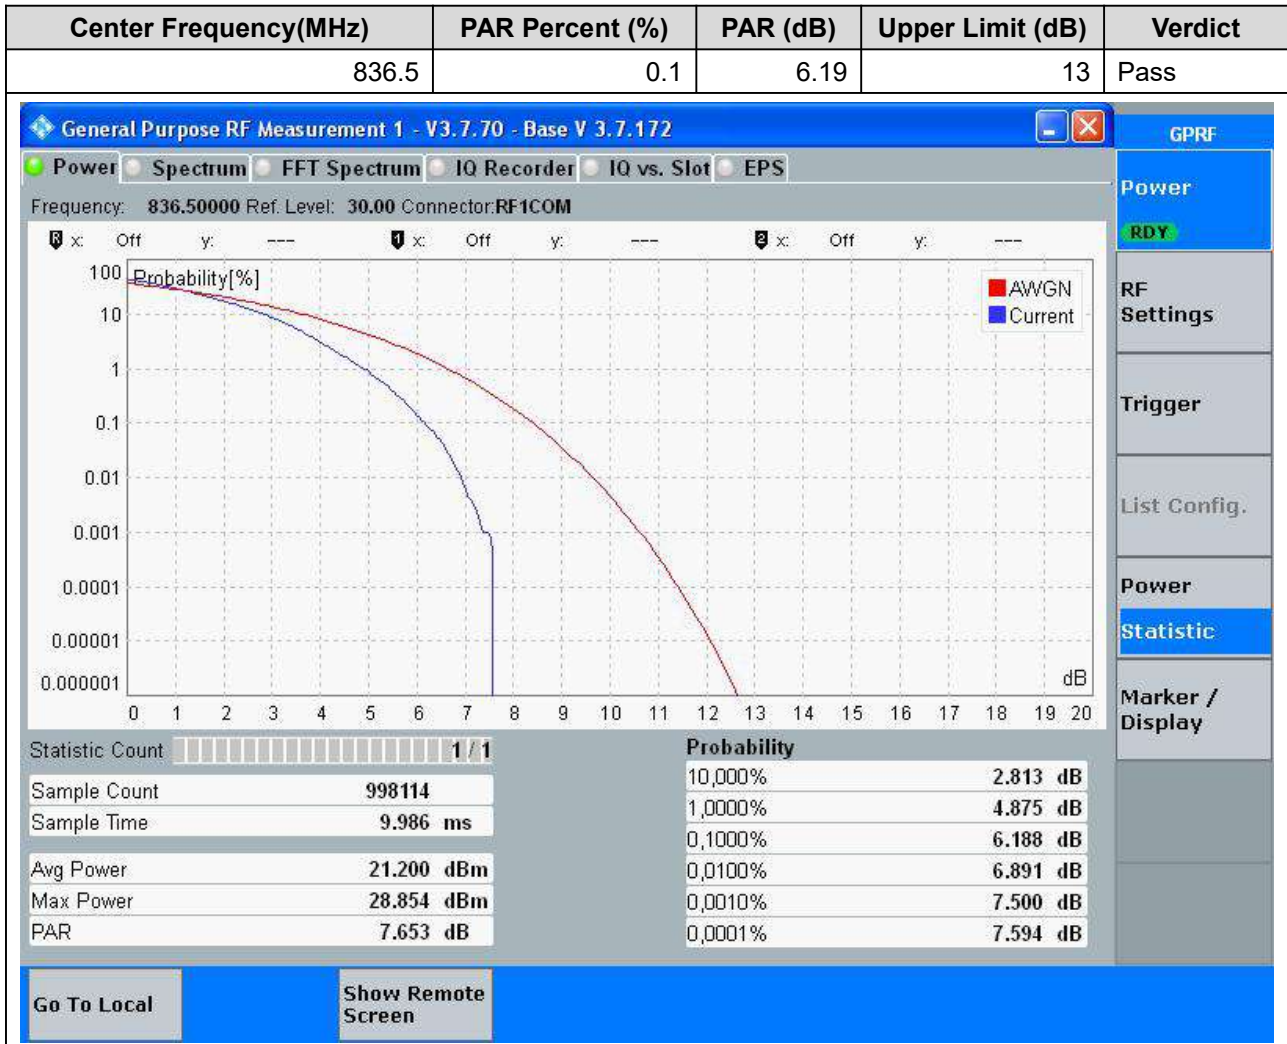 Center Frequency(MHz) PAR Percent (%) PAR (dB) Upper Limit (dB) Verdict
836.5 0.1 6.19 13 Pass
General Purpose RF Measurement 1 - V3.7.70 - Base V 3.7.172
GPRF
Power Spectrum FFT Spectrum IQ Recorder IQ vs. Slot EPS
Power
RDY
Frequency: 836.50000 Ref. Level: 30.00 Connector:RF1COM
R x: Off y: --- 1 x: Off y: --- 2 x: Off y: ---
Probability[%]
AWGN
Current
100
10
1
0.1
0.01
0.001
0.0001
0.00001
0.000001
dB
0 1 2 3 4 5 6 7 8 9 10 11 12 13 14 15 16 17 18 19 20
RF
Settings
Trigger
List Config.
Power
Statistic
Marker /
Display
Statistic Count 1 / 1
Sample Count 998114
Sample Time 9.986 ms
Avg Power 21.200 dBm
Max Power 28.854 dBm
PAR 7.653 dB
Probability
10,000% 2.813 dB
1,0000% 4.875 dB
0,1000% 6.188 dB
0,0100% 6.891 dB
0,0010% 7.500 dB
0,0001% 7.594 dB
Go To Local
Show Remote
Screen